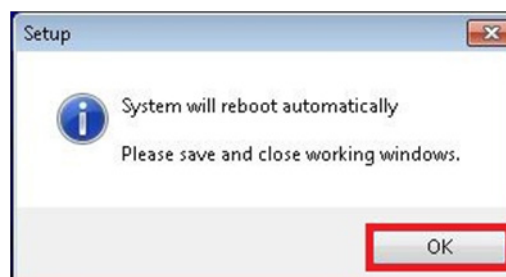 Setup
System will reboot automatically
Please save and close working windows.
OK